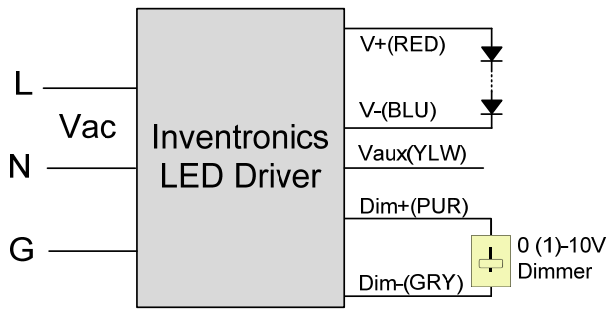 L
Vac
N
G
Inventronics
LED Driver
V+(RED)
V-(BLU)
Vaux(YLW)
Dim+(PUR)
Dim-(GRY)
0 (1)-10V
Dimmer